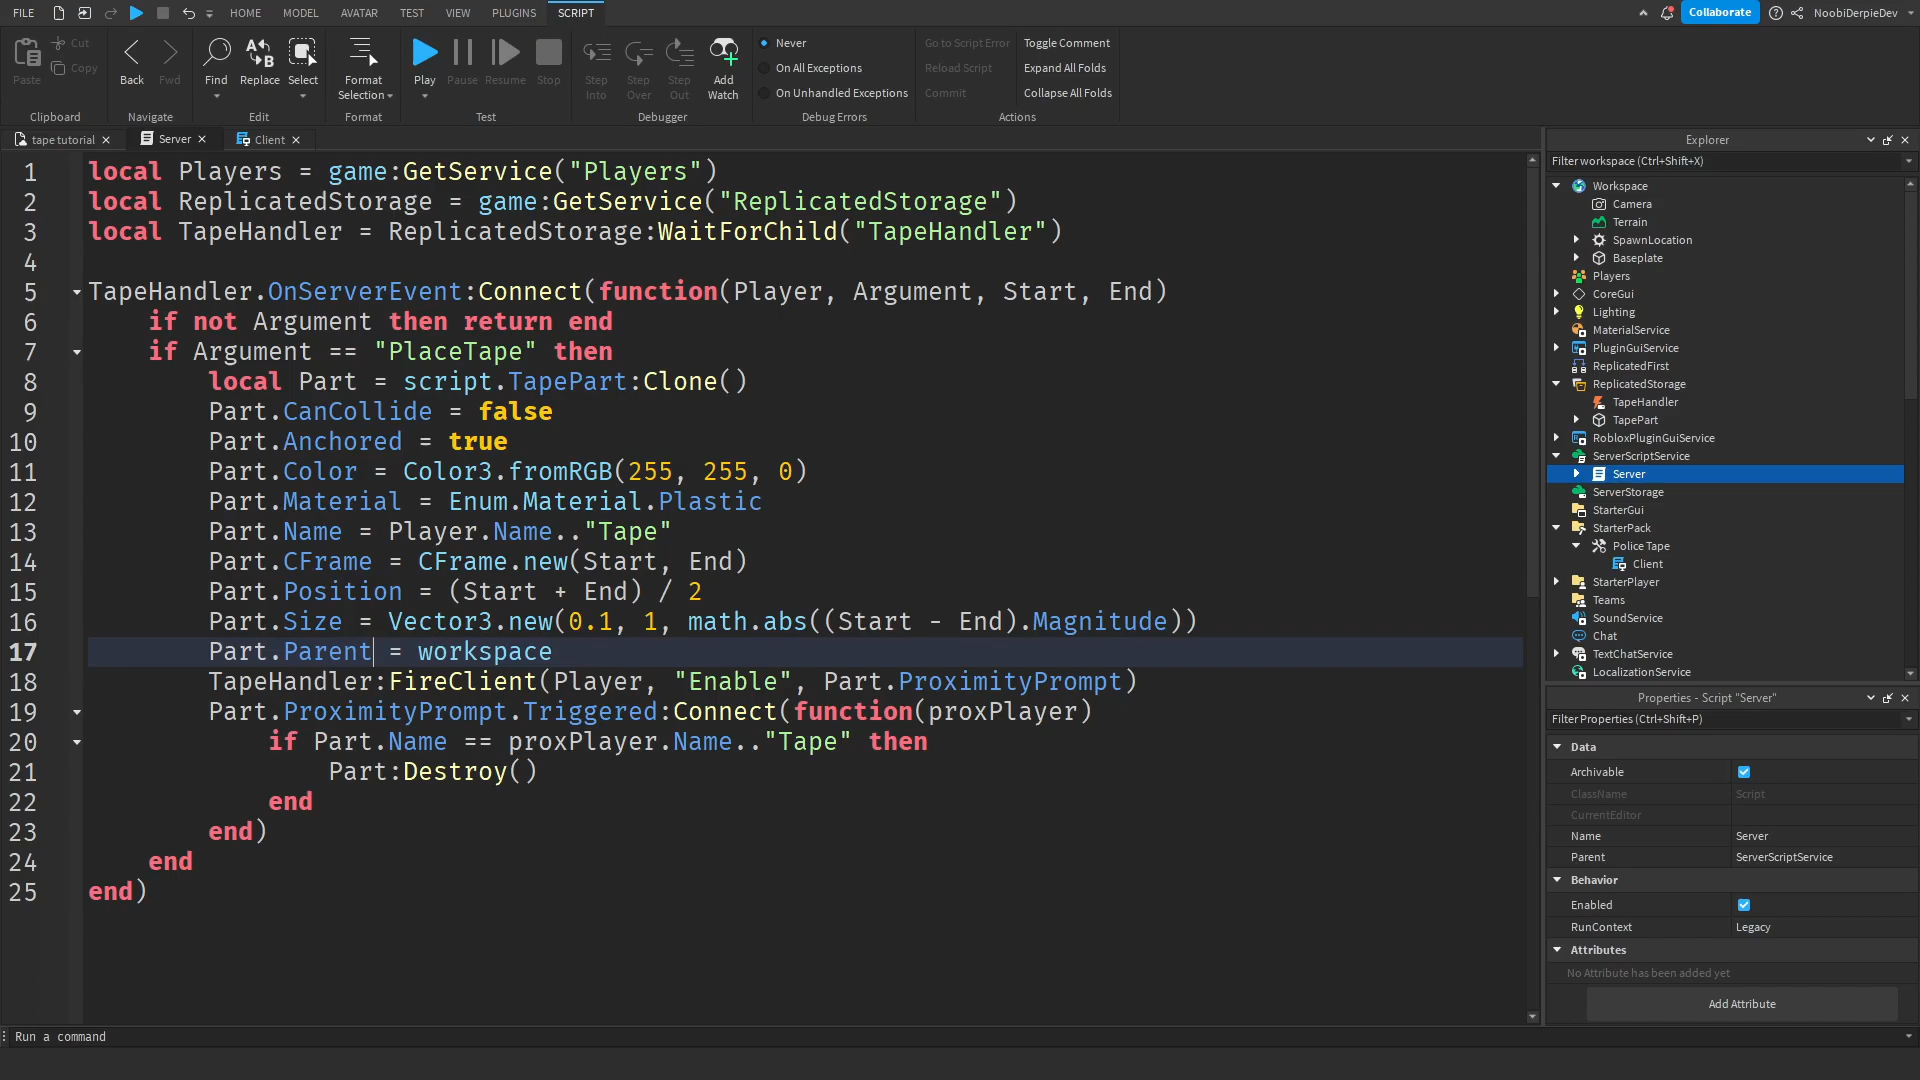 FILE HOME MODEL AVATAR TEST VIEW PLUGINS SCRIPT Collaborate NoobiDerpieDev
Paste Cut Copy
Clipboard
Back Fwd
Navigate
Find Replace Select
Edit
Format Selection
Format
Play Pause Resume Stop
Test
Step Into Step Over Step Out Add Watch
Debugger
Never
On All Exceptions
On Unhandled Exceptions
Debug Errors
Go to Script Error
Reload Script
Commit
Toggle Comment
Expand All Folds
Collapse All Folds
Actions
tape tutorial Server Client
1 local Players = game:GetService("Players")
2 local ReplicatedStorage = game:GetService("ReplicatedStorage")
3 local TapeHandler = ReplicatedStorage:WaitForChild("TapeHandler")
4
5 TapeHandler.OnServerEvent:Connect(function(Player, Argument, Start, End)
6 if not Argument then return end
7 if Argument == "PlaceTape" then
8 local Part = script.TapePart:Clone()
9 Part.CanCollide = false
10 Part.Anchored = true
11 Part.Color = Color3.fromRGB(255, 255, 0)
12 Part.Material = Enum.Material.Plastic
13 Part.Name = Player.Name.."Tape"
14 Part.CFrame = CFrame.new(Start, End)
15 Part.Position = (Start + End) / 2
16 Part.Size = Vector3.new(0.1, 1, math.abs((Start - End).Magnitude))
17 Part.Parent = workspace
18 TapeHandler:FireClient(Player, "Enable", Part.ProximityPrompt)
19 Part.ProximityPrompt.Triggered:Connect(function(proxPlayer)
20 if Part.Name == proxPlayer.Name.."Tape" then
21 Part:Destroy()
22 end
23 end)
24 end
25 end)
Run a command
Explorer
Filter workspace (Ctrl+Shift+X)
Workspace
Camera
Terrain
SpawnLocation
Baseplate
Players
CoreGui
Lighting
MaterialService
PluginGuiService
ReplicatedFirst
ReplicatedStorage
TapeHandler
TapePart
RobloxPluginGuiService
ServerScriptService
Server
ServerStorage
StarterGui
StarterPack
Police Tape
Client
StarterPlayer
Teams
SoundService
Chat
TextChatService
LocalizationService
Properties - Script "Server"
Filter Properties (Ctrl+Shift+P)
Data
Archivable
ClassName Script
CurrentEditor
Name Server
Parent ServerScriptService
Behavior
Enabled
RunContext Legacy
Attributes
No Attribute has been added yet
Add Attribute